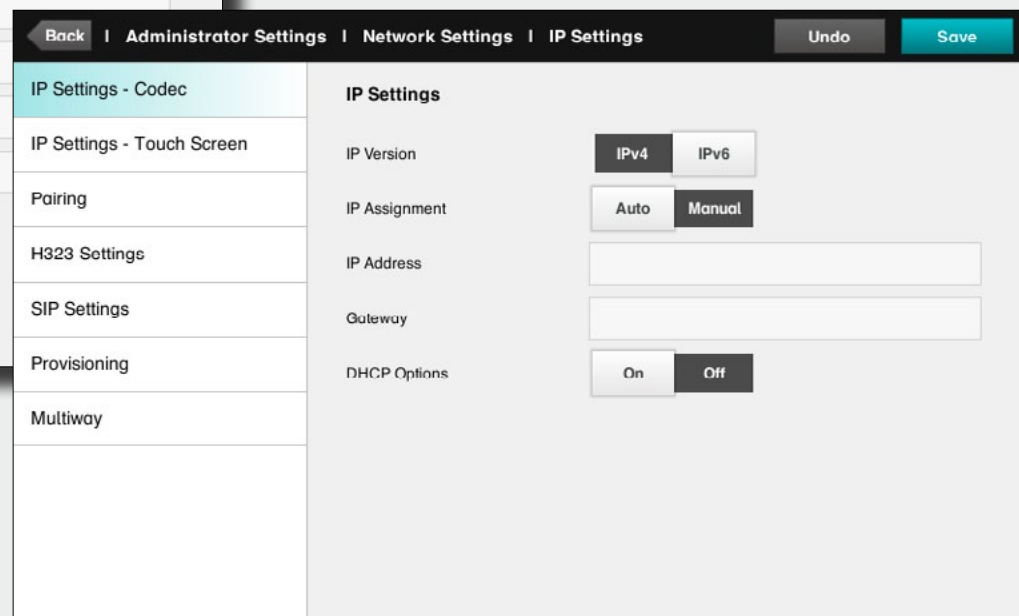 Back | Administrator Settings | Network Settings | IP Settings Undo Save
IP Settings - Codec
IP Settings - Touch Screen
Pairing
H323 Settings
SIP Settings
Provisioning
Multiway
IP Settings
IP Version IPv4 IPv6
IP Assignment Auto Manual
IP Address
Gateway
DHCP Options On Off